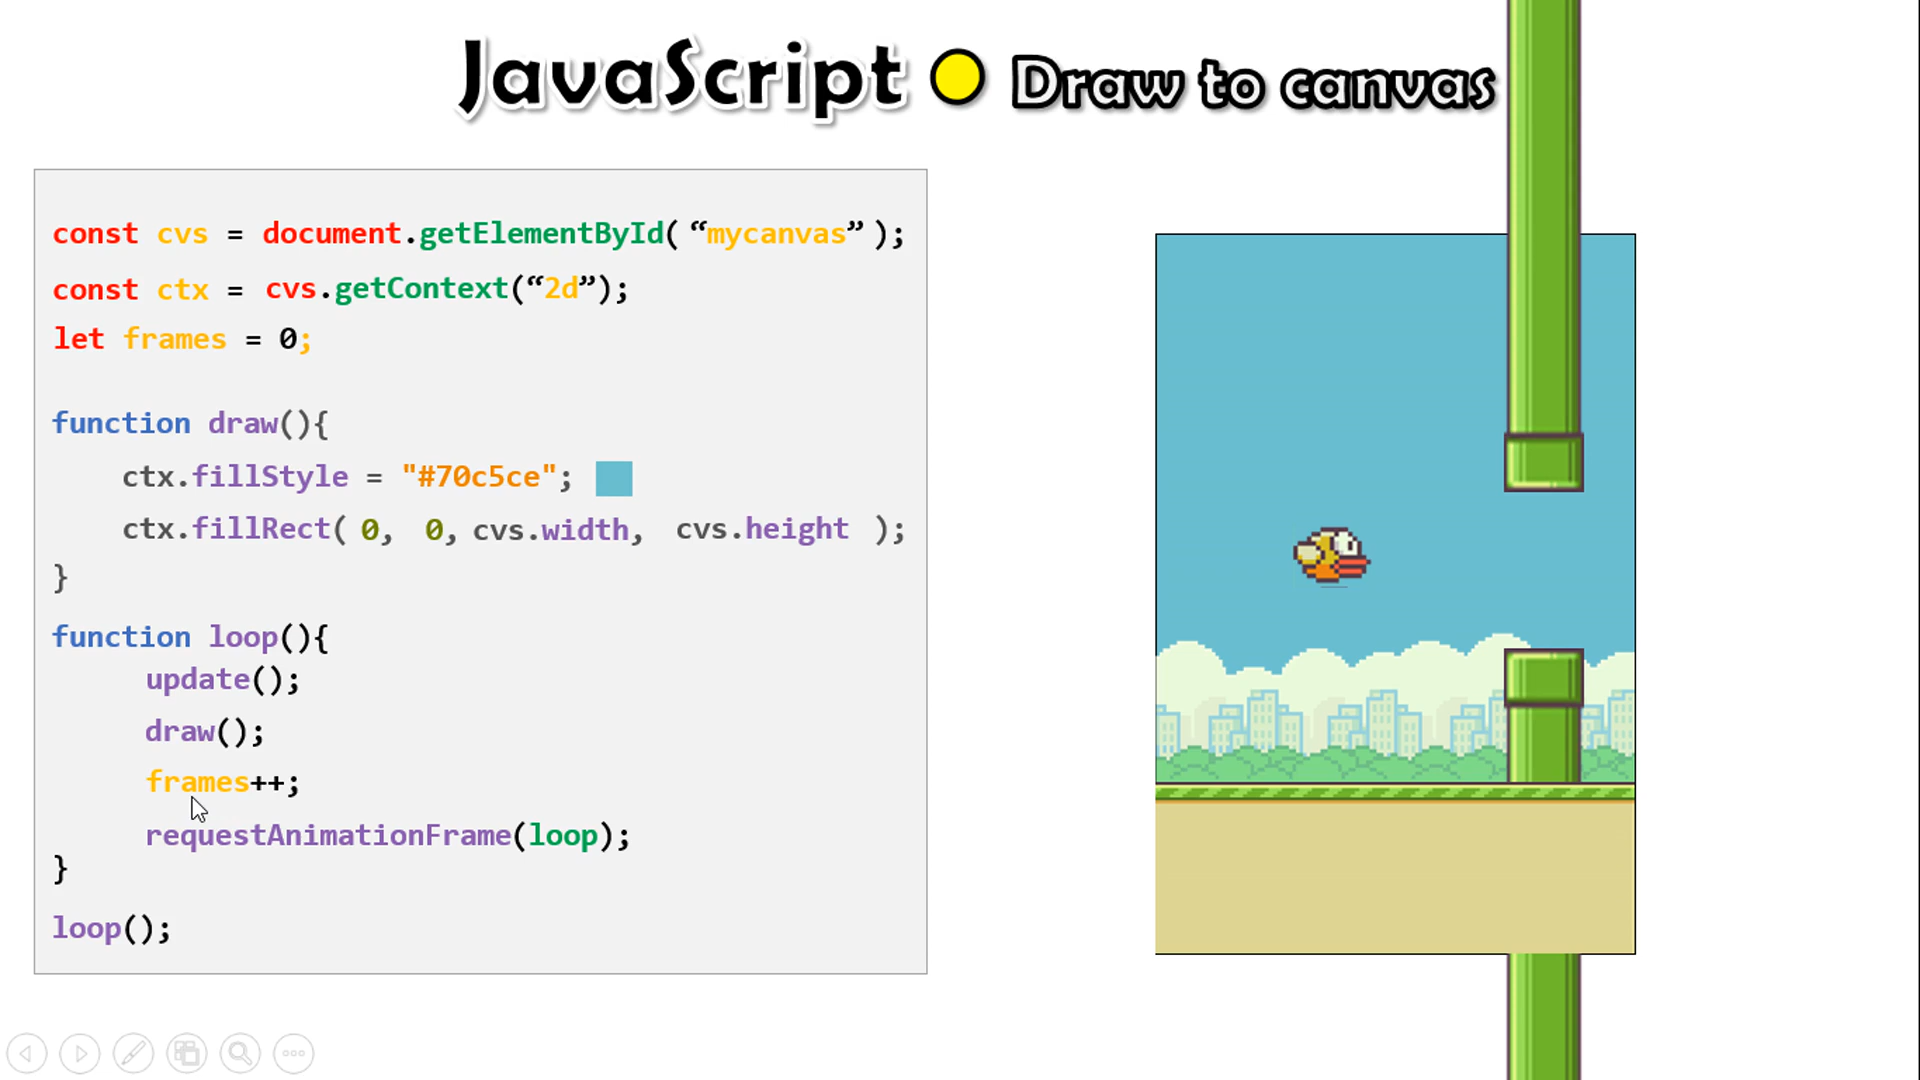 JavaScript Draw to canvas
const cvs = document.getElementById( “mycanvas” );
const ctx = cvs.getContext(“2d”);
let frames = 0;
function draw(){
ctx.fillStyle = "#70c5ce";
ctx.fillRect( 0, 0, cvs.width, cvs.height );
}
function loop(){
update();
draw();
frames++;
requestAnimationFrame(loop);
}
loop();